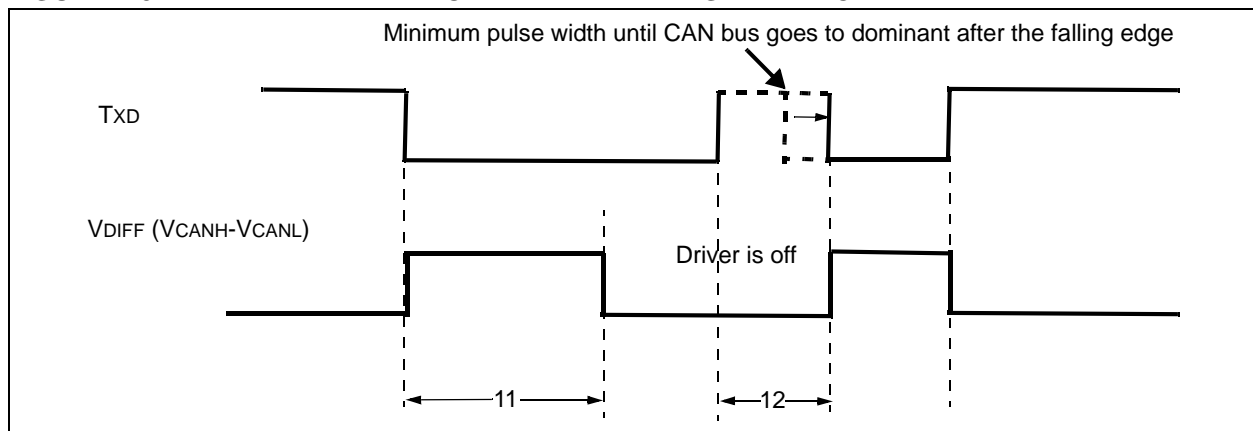 Minimum pulse width until CAN bus goes to dominant after the falling edge
TXD
VDIFF (VCANH-VCANL)
Driver is off
11
12